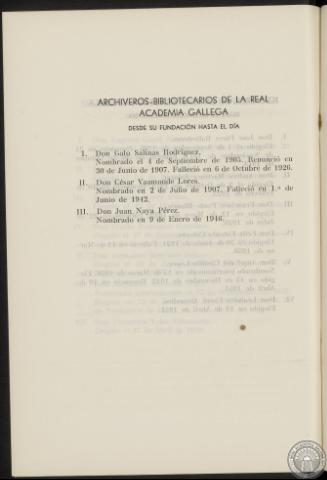 ARCHIVEROS-BIBLIOTECARIOS DE LA REAL
ACADEMIA GALLEGA
DESDE SU FUNDACIÓN HASTA EL DÍA
I. Don Galo Salinas Rodríguez.
Nombrado el 4 de Septiembre de 1905. Renunció en
30 de Junio de 1907. Falleció en 6 de Octubre de 1926.
II. Don César Vaamonde Lores.
Nombrado en 2 de Julio de 1907. Falleció en 1.º de
Junio de 1942.
III. Don Juan Naya Pérez.
Nombrado en 9 de Enero de 1946.